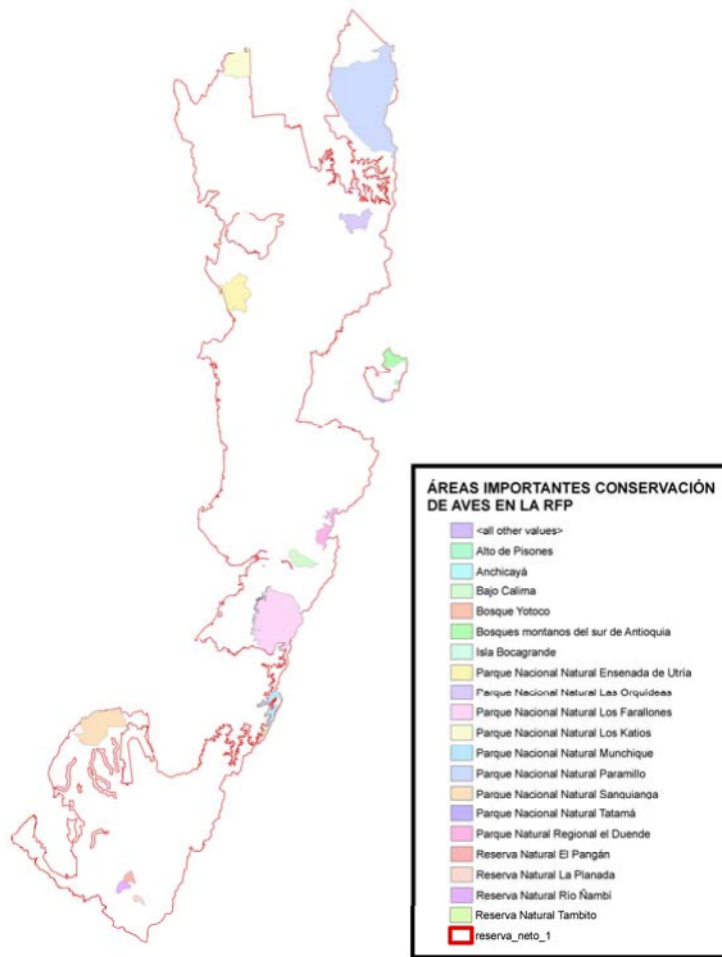 ÁREAS IMPORTANTES CONSERVACIÓN
DE AVES EN LA RFP
<all other values>
Alto de Pisones
Anchicayá
Bajo Calima
Bosque Yotoco
Bosques montanos del sur de Antioquia
Isla Bocagrande
Parque Nacional Natural Ensenada de Utría
Parque Nacional Natural Las Orquídeas
Parque Nacional Natural Los Farallones
Parque Nacional Natural Los Katios
Parque Nacional Natural Munchique
Parque Nacional Natural Paramillo
Parque Nacional Natural Sanquianga
Parque Nacional Natural Tatamá
Parque Natural Regional el Duende
Reserva Natural El Pangán
Reserva Natural La Planada
Reserva Natural Río Ñambí
Reserva Natural Tambito
reserva_neto_1